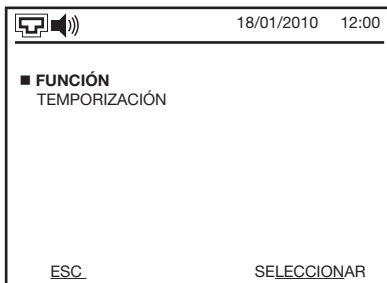 18/01/2010 12:00
■ FUNCIÓN
TEMPORIZACIÓN
ESC SELECCIONAR